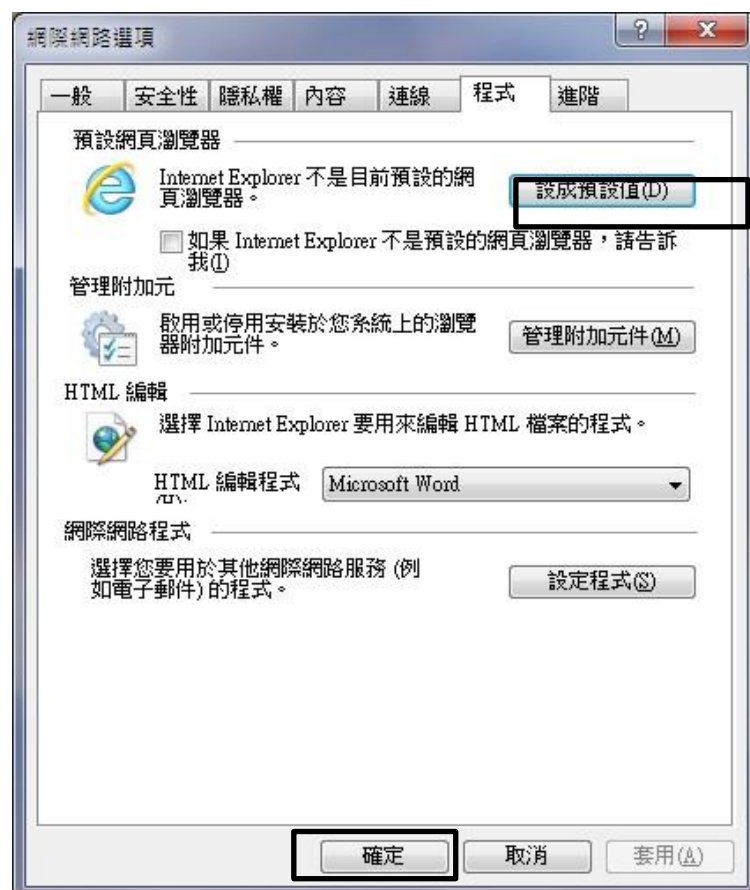 網際網路選項
一般 安全性 隱私權 內容 連線 程式 進階
預設網頁瀏覽器
Internet Explorer 不是目前預設的網
頁瀏覽器。
設成預設值(D)
如果 Internet Explorer 不是預設的網頁瀏覽器，請告訴
我(I)
管理附加元
啟用或停用安裝於您系統上的瀏覽
器附加元件。
管理附加元件(M)
HTML 編輯
選擇 Internet Explorer 要用來編輯 HTML 檔案的程式。
HTML 編輯程式
Microsoft Word
網際網路程式
選擇您要用於其他網際網路服務 (例
如電子郵件) 的程式。
設定程式(S)
確定 取消 套用(A)